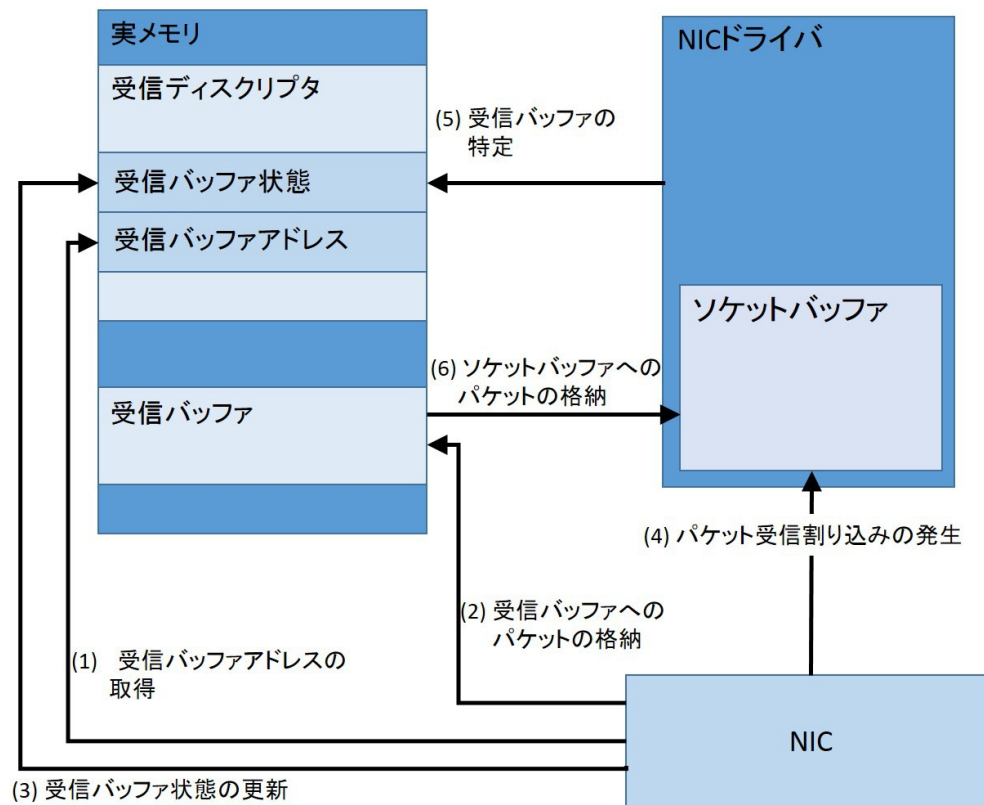 実メモリ
受信ディスクリプタ
受信バッファ状態
受信バッファアドレス
受信バッファ
NICドライバ
ソケットバッファ
(5) 受信バッファの
特定
(6) ソケットバッファへの
パケットの格納
(4) パケット受信割り込みの発生
(2) 受信バッファへの
パケットの格納
(1) 受信バッファアドレスの
取得
NIC
(3) 受信バッファ状態の更新